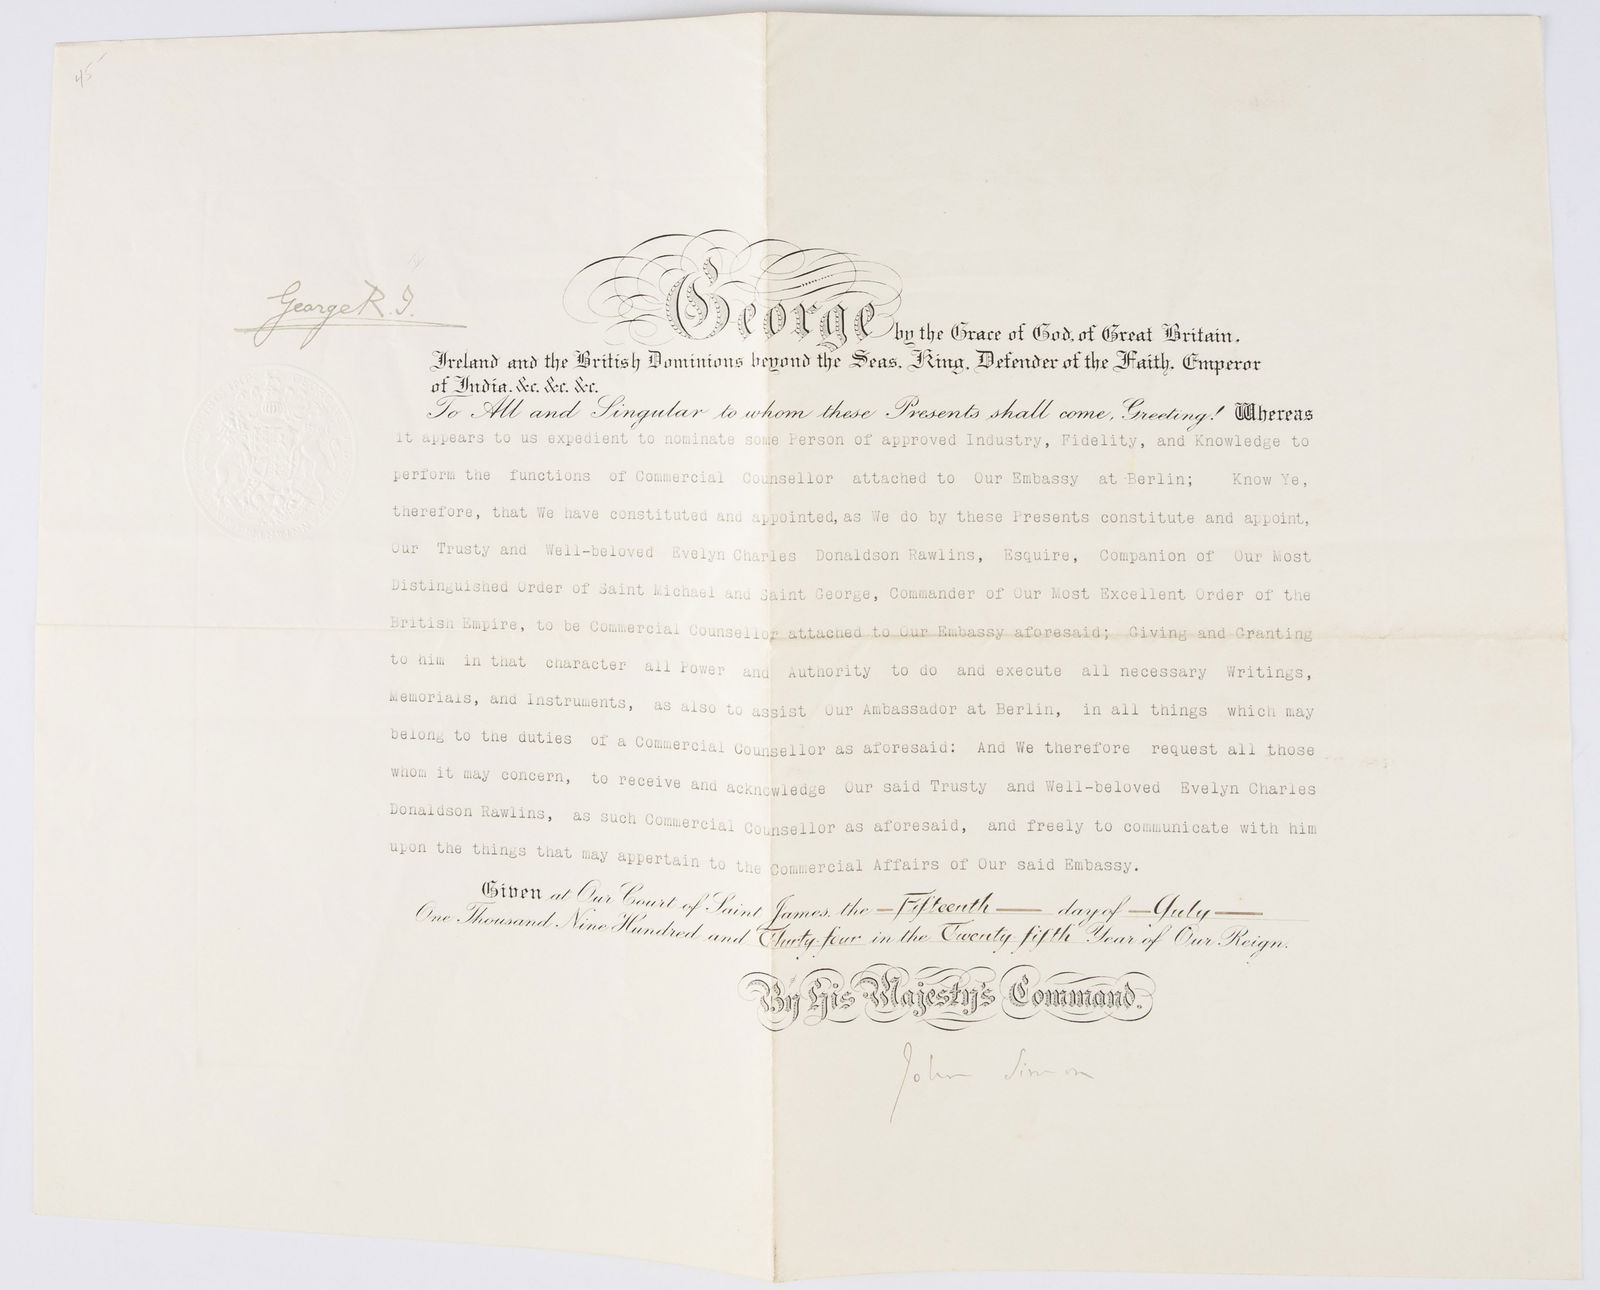 45
George R.I.
George by the Grace of God, of Great Britain,
Ireland and the British Dominions beyond the Seas, King, Defender of the Faith, Emperor
of India, &c. &c. &c.
To All and Singular to whom these Presents shall come, Greeting! Whereas
it appears to us expedient to nominate some Person of approved Industry, Fidelity, and Knowledge to
perform the functions of Commercial Counsellor attached to Our Embassy at Berlin; Know Ye,
therefore, that We have constituted and appointed, as We do by these Presents constitute and appoint,
Our Trusty and Well-beloved Evelyn Charles Donaldson Rawlins, Esquire, Companion of Our Most
Distinguished Order of Saint Michael and Saint George, Commander of Our Most Excellent Order of the
British Empire, to be Commercial Counsellor attached to Our Embassy aforesaid; Giving and Granting
to him in that character all Power and Authority to do and execute all necessary Writings,
Memorials, and Instruments, as also to assist Our Ambassador at Berlin, in all things which may
belong to the duties of a Commercial Counsellor as aforesaid: And We therefore request all those
whom it may concern, to receive and acknowledge Our said Trusty and Well-beloved Evelyn Charles
Donaldson Rawlins, as such Commercial Counsellor as aforesaid, and freely to communicate with him
upon the things that may appertain to the Commercial Affairs of Our said Embassy.
Given at Our Court of Saint James, the — Fifteenth — day of — July —
One Thousand Nine Hundred and Thirty four in the Twenty fifth Year of Our Reign.
By His Majesty's Command.
John Simon